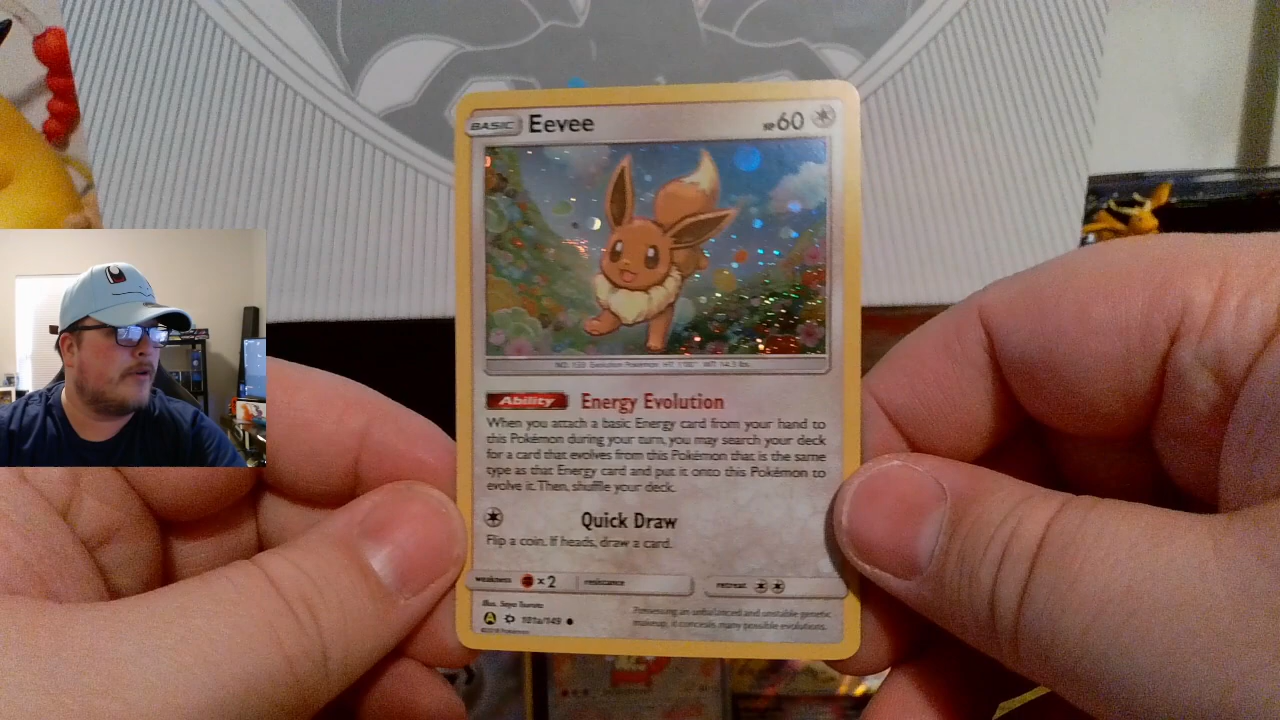 BASIC Eevee HP60
NO. 133 Evolution Pokémon HT 1'00" WT 14.3 lbs.
Ability Energy Evolution
When you attach a basic Energy card from your hand to
this Pokémon during your turn, you may search your deck
for a card that evolves from this Pokémon that is the same
type as that Energy card and put it onto this Pokémon to
evolve it. Then, shuffle your deck.
Quick Draw
Flip a coin. If heads, draw a card.
weakness ×2 resistance retreat
Illus. Saya Tsuruta
A 101a/149
Possessing an unbalanced and unstable genetic
makeup, it conceals many possible evolutions.
Pokémon